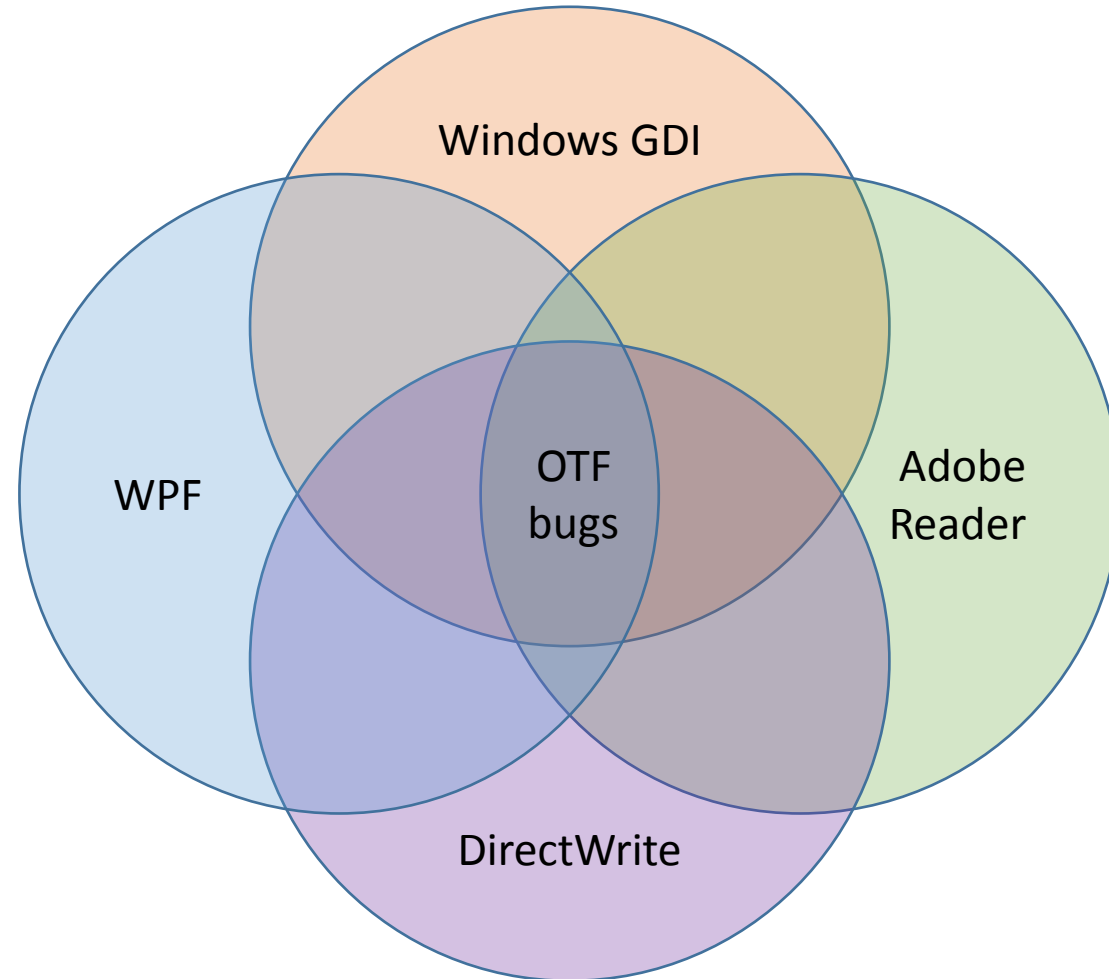 Windows GDI
WPF
OTF
bugs
Adobe
Reader
DirectWrite